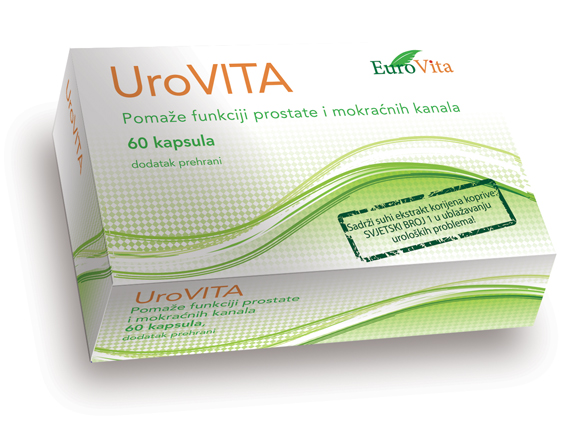 UroVITA
EuroVita
Pomaže funkciji prostate i mokraćnih kanala
60 kapsula
dodatak prehrani
Sadrži suhi ekstrakt korijena koprive:
SVJETSKI BROJ 1 u ublažavanju
uroloških problema!
UroVITA
UroVITA
Pomaže funkciji prostate
i mokraćnih kanala
60 kapsula,
dodatak prehrani